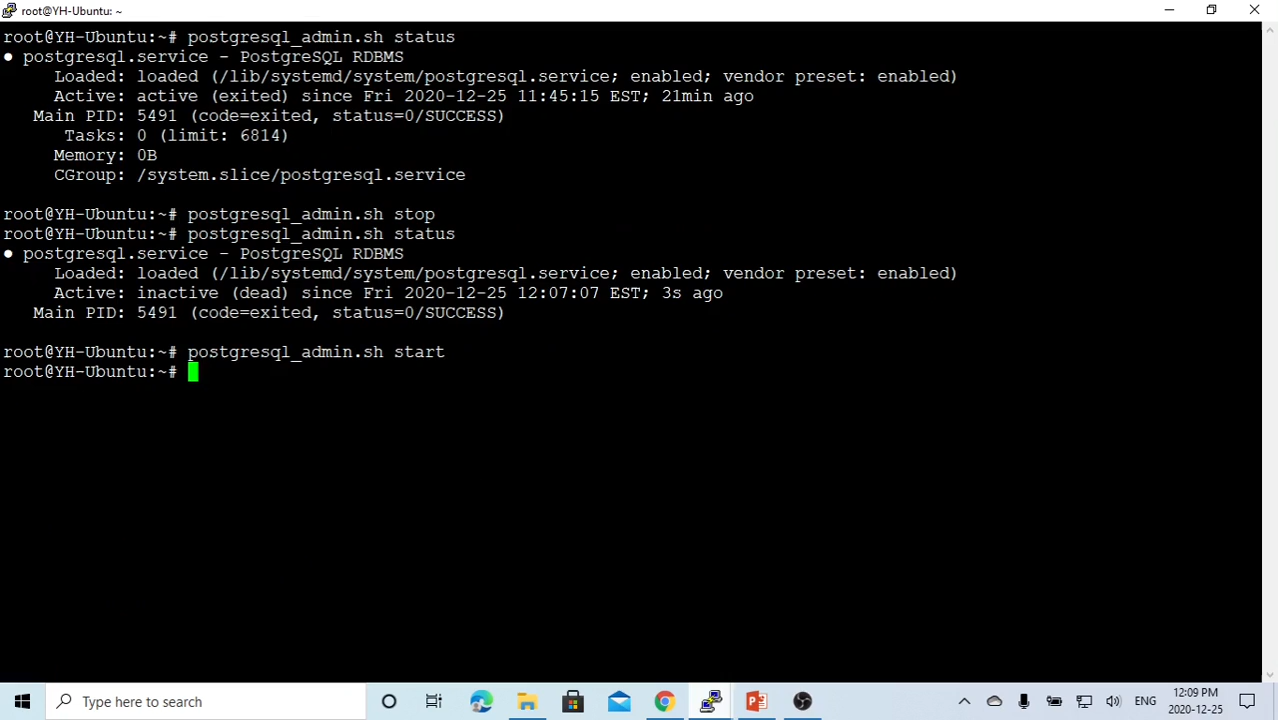 root@YH-Ubuntu: ~
root@YH-Ubuntu:~# postgresql_admin.sh status
● postgresql.service - PostgreSQL RDBMS
Loaded: loaded (/lib/systemd/system/postgresql.service; enabled; vendor preset: enabled)
Active: active (exited) since Fri 2020-12-25 11:45:15 EST; 21min ago
Main PID: 5491 (code=exited, status=0/SUCCESS)
Tasks: 0 (limit: 6814)
Memory: 0B
CGroup: /system.slice/postgresql.service
root@YH-Ubuntu:~# postgresql_admin.sh stop
root@YH-Ubuntu:~# postgresql_admin.sh status
● postgresql.service - PostgreSQL RDBMS
Loaded: loaded (/lib/systemd/system/postgresql.service; enabled; vendor preset: enabled)
Active: inactive (dead) since Fri 2020-12-25 12:07:07 EST; 3s ago
Main PID: 5491 (code=exited, status=0/SUCCESS)
root@YH-Ubuntu:~# postgresql_admin.sh start
root@YH-Ubuntu:~#
Type here to search
ENG
12:09 PM
2020-12-25